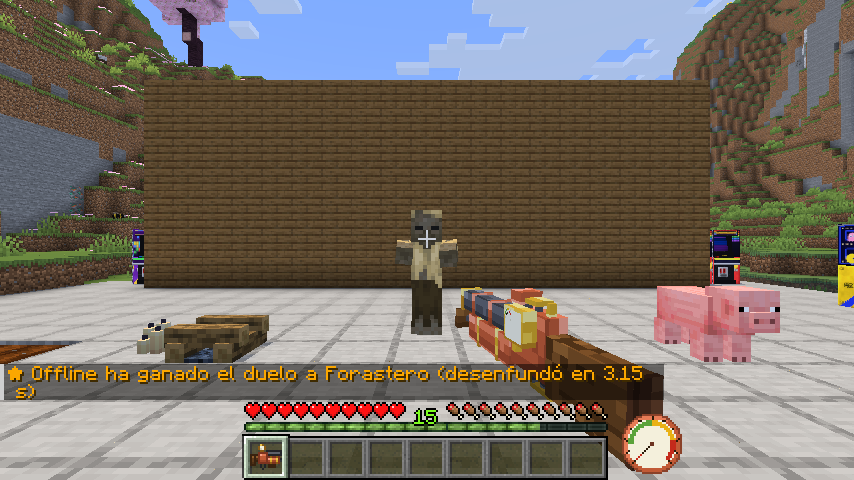 ★ Offline ha ganado el duelo a Forastero (desenfundó en 3.15
s)
15